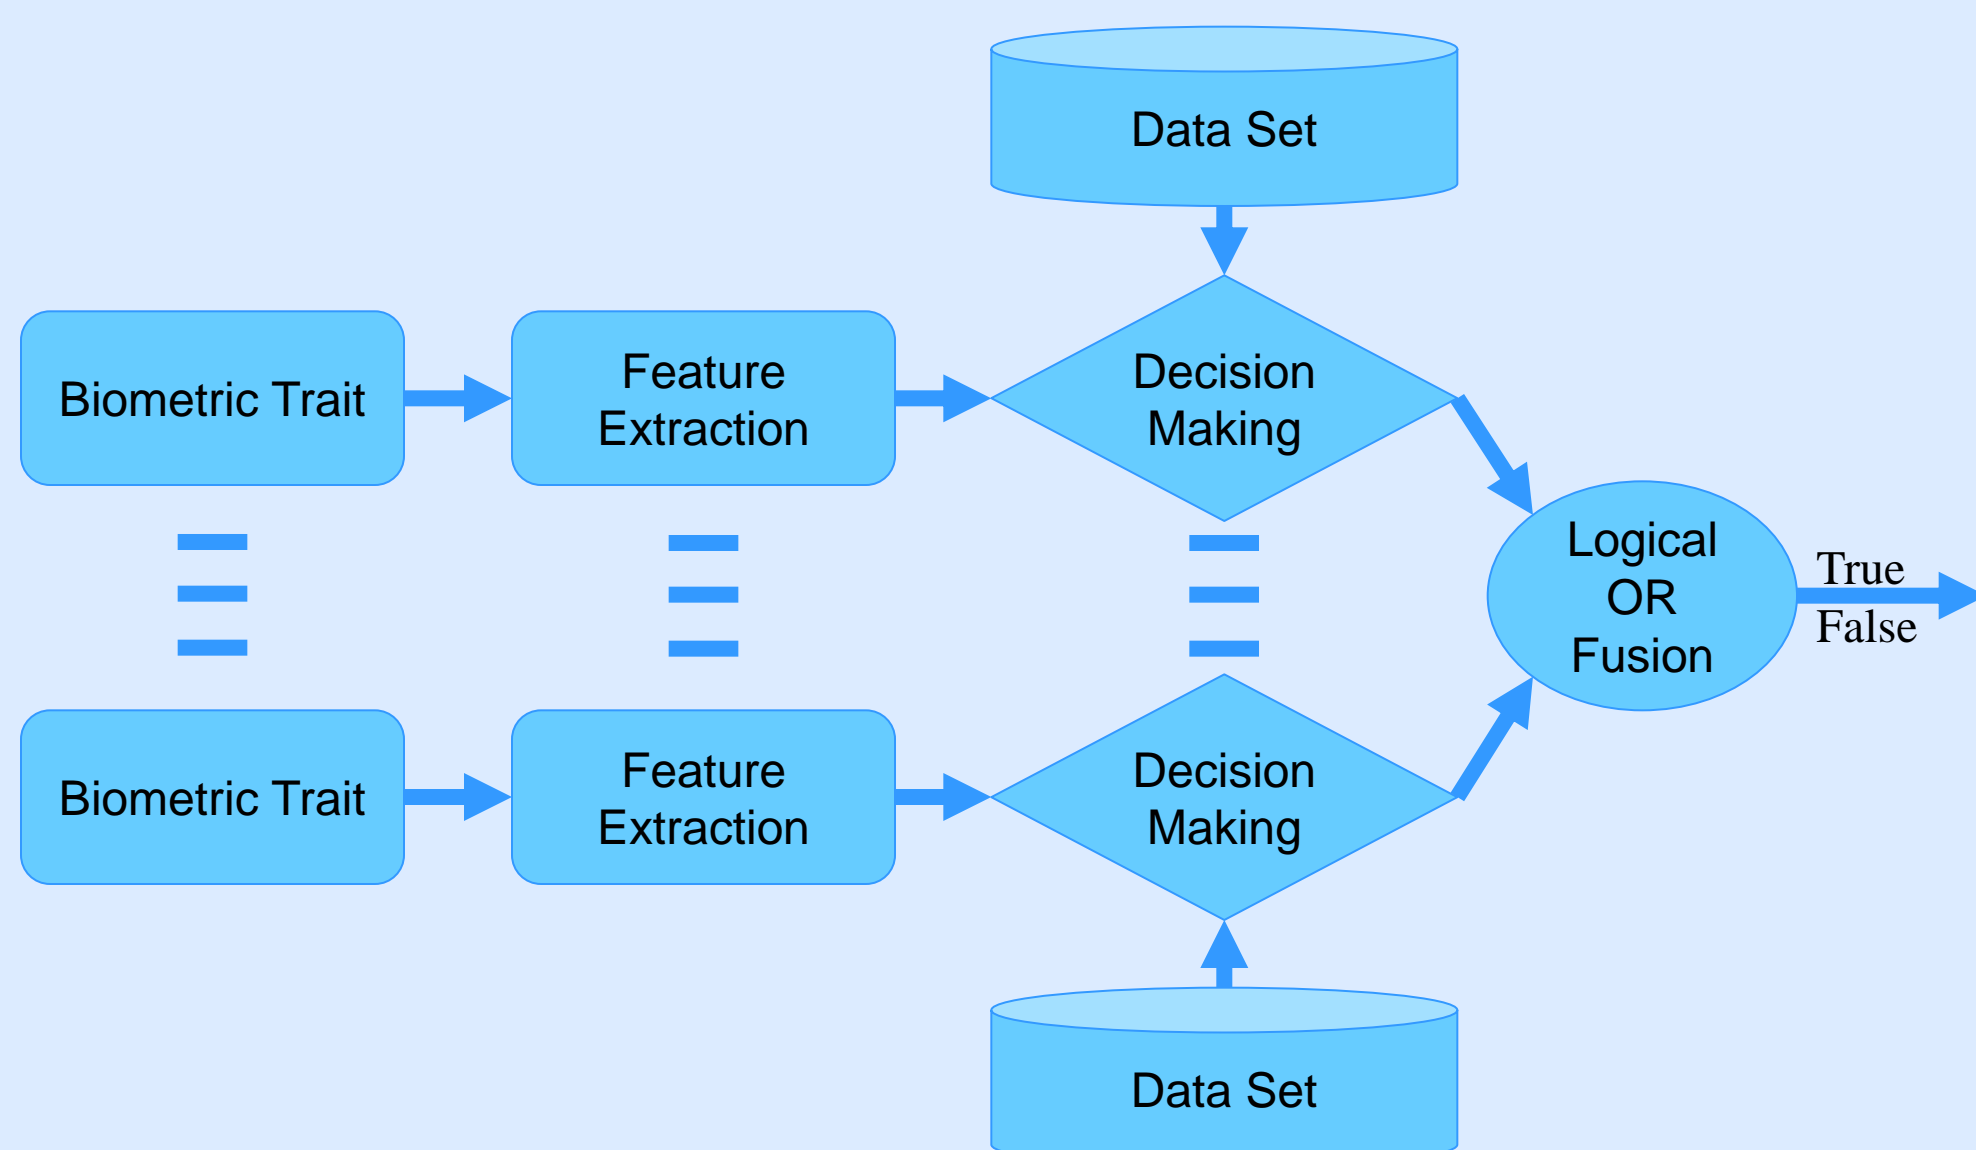 Data Set
Biometric Trait
Feature
Extraction
Decision
Making
Logical
OR
Fusion
True
False
Biometric Trait
Feature
Extraction
Decision
Making
Data Set